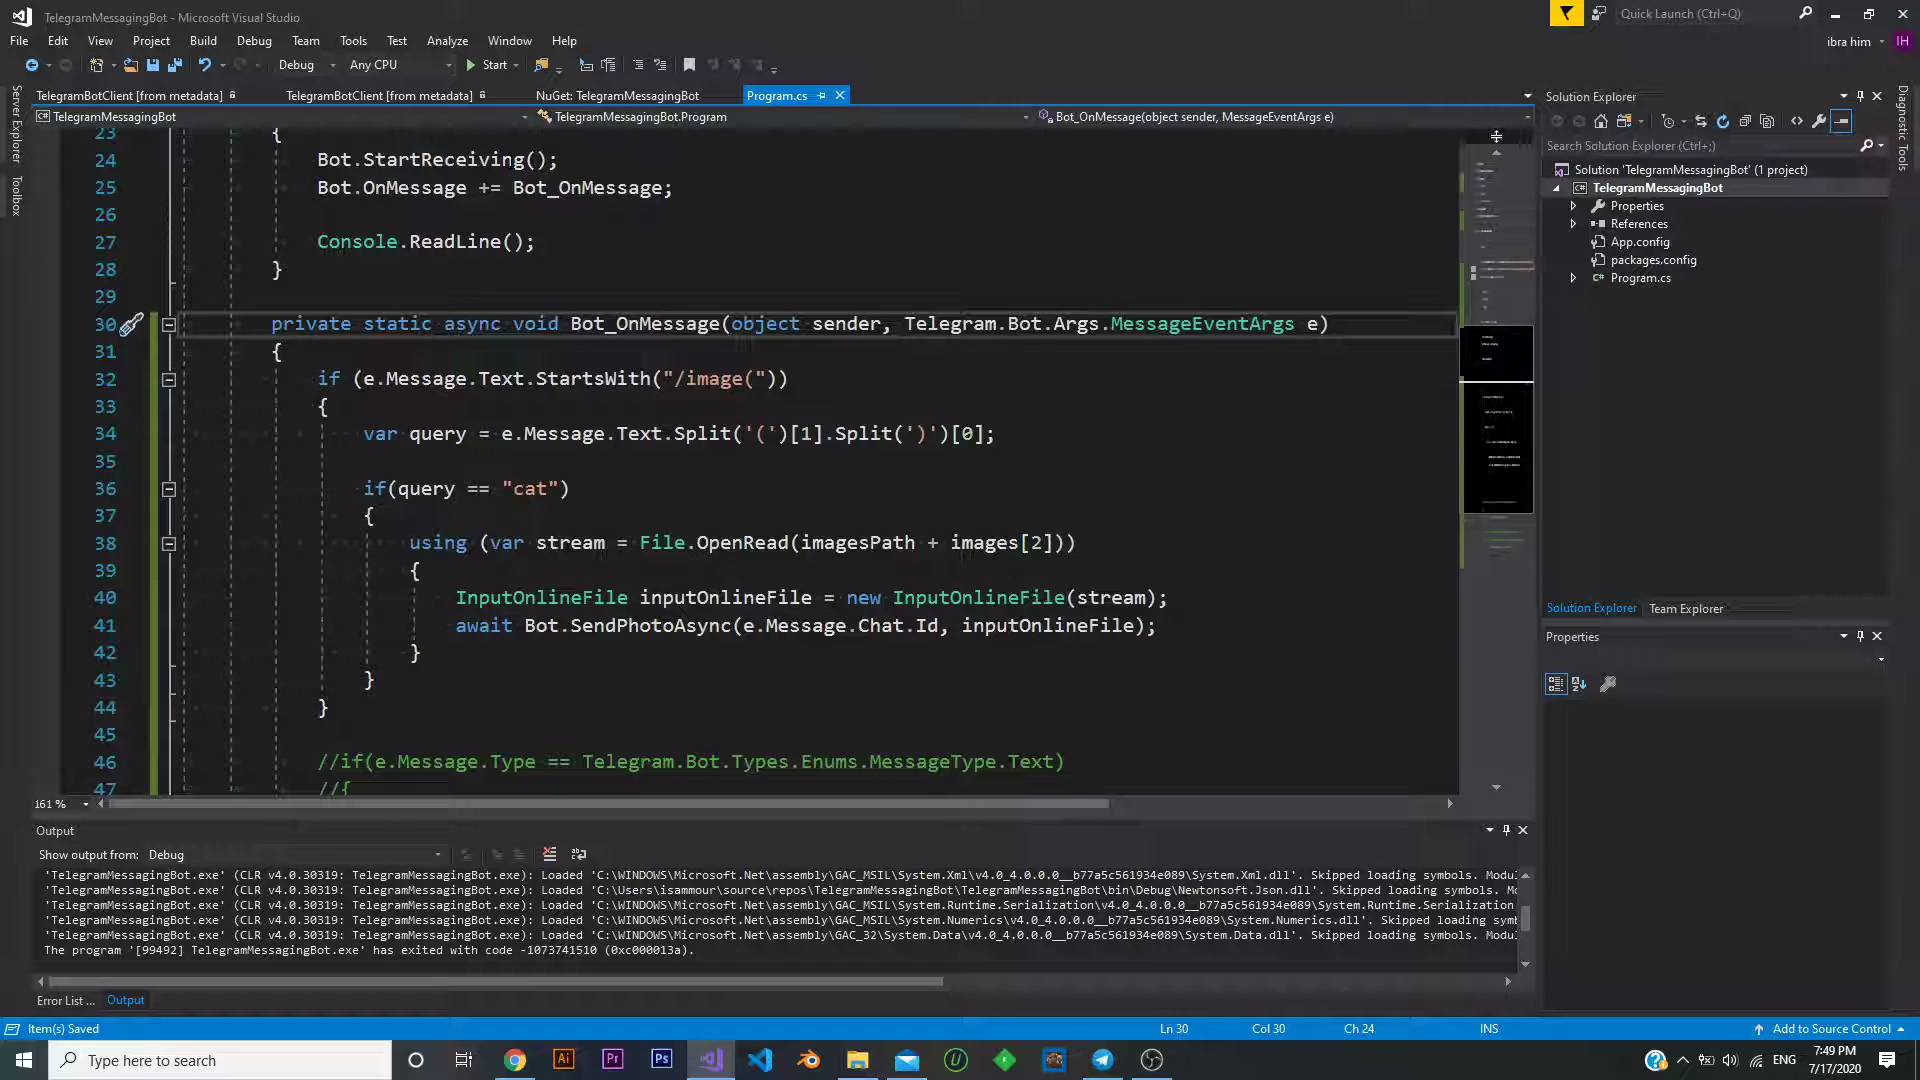 TelegramMessagingBot - Microsoft Visual Studio
Quick Launch (Ctrl+Q)
File Edit View Project Build Debug Team Tools Test Analyze Window Help
ibra him IH
Debug Any CPU Start
TelegramBotClient [from metadata] TelegramBotClient [from metadata] NuGet: TelegramMessagingBot Program.cs
TelegramMessagingBot TelegramMessagingBot.Program Bot_OnMessage(object sender, MessageEventArgs e)
Server Explorer
Toolbox
23 {
24 Bot.StartReceiving();
25 Bot.OnMessage += Bot_OnMessage;
26
27 Console.ReadLine();
28 }
29
30 private static async void Bot_OnMessage(object sender, Telegram.Bot.Args.MessageEventArgs e)
31 {
32 if (e.Message.Text.StartsWith("/image("))
33 {
34 var query = e.Message.Text.Split('(')[1].Split(')')[0];
35
36 if(query == "cat")
37 {
38 using (var stream = File.OpenRead(imagesPath + images[2]))
39 {
40 InputOnlineFile inputOnlineFile = new InputOnlineFile(stream);
41 await Bot.SendPhotoAsync(e.Message.Chat.Id, inputOnlineFile);
42 }
43 }
44 }
45
46 //if(e.Message.Type == Telegram.Bot.Types.Enums.MessageType.Text)
47 //{
161 %
Solution Explorer
Search Solution Explorer (Ctrl+;)
Solution 'TelegramMessagingBot' (1 project)
TelegramMessagingBot
Properties
References
App.config
packages.config
Program.cs
Solution Explorer Team Explorer
Properties
Diagnostic Tools
Output
Show output from: Debug
'TelegramMessagingBot.exe' (CLR v4.0.30319: TelegramMessagingBot.exe): Loaded 'C:\WINDOWS\Microsoft.Net\assembly\GAC_MSIL\System.Xml\v4.0_4.0.0.0__b77a5c561934e089\System.Xml.dll'. Skipped loading symbols. Modul
'TelegramMessagingBot.exe' (CLR v4.0.30319: TelegramMessagingBot.exe): Loaded 'C:\Users\isammour\source\repos\TelegramMessagingBot\TelegramMessagingBot\bin\Debug\Newtonsoft.Json.dll'. Skipped loading symbols. Mo
'TelegramMessagingBot.exe' (CLR v4.0.30319: TelegramMessagingBot.exe): Loaded 'C:\WINDOWS\Microsoft.Net\assembly\GAC_MSIL\System.Runtime.Serialization\v4.0_4.0.0.0__b77a5c561934e089\System.Runtime.Serialization
'TelegramMessagingBot.exe' (CLR v4.0.30319: TelegramMessagingBot.exe): Loaded 'C:\WINDOWS\Microsoft.Net\assembly\GAC_MSIL\System.Numerics\v4.0_4.0.0.0__b77a5c561934e089\System.Numerics.dll'. Skipped loading symb
'TelegramMessagingBot.exe' (CLR v4.0.30319: TelegramMessagingBot.exe): Loaded 'C:\WINDOWS\Microsoft.Net\assembly\GAC_32\System.Data\v4.0_4.0.0.0__b77a5c561934e089\System.Data.dll'. Skipped loading symbols. Modul
The program '[99492] TelegramMessagingBot.exe' has exited with code -1073741510 (0xc000013a).
Error List ... Output
Item(s) Saved Ln 30 Col 30 Ch 24 INS Add to Source Control
Type here to search
Ai Pr Ps
ENG 7:49 PM
7/17/2020